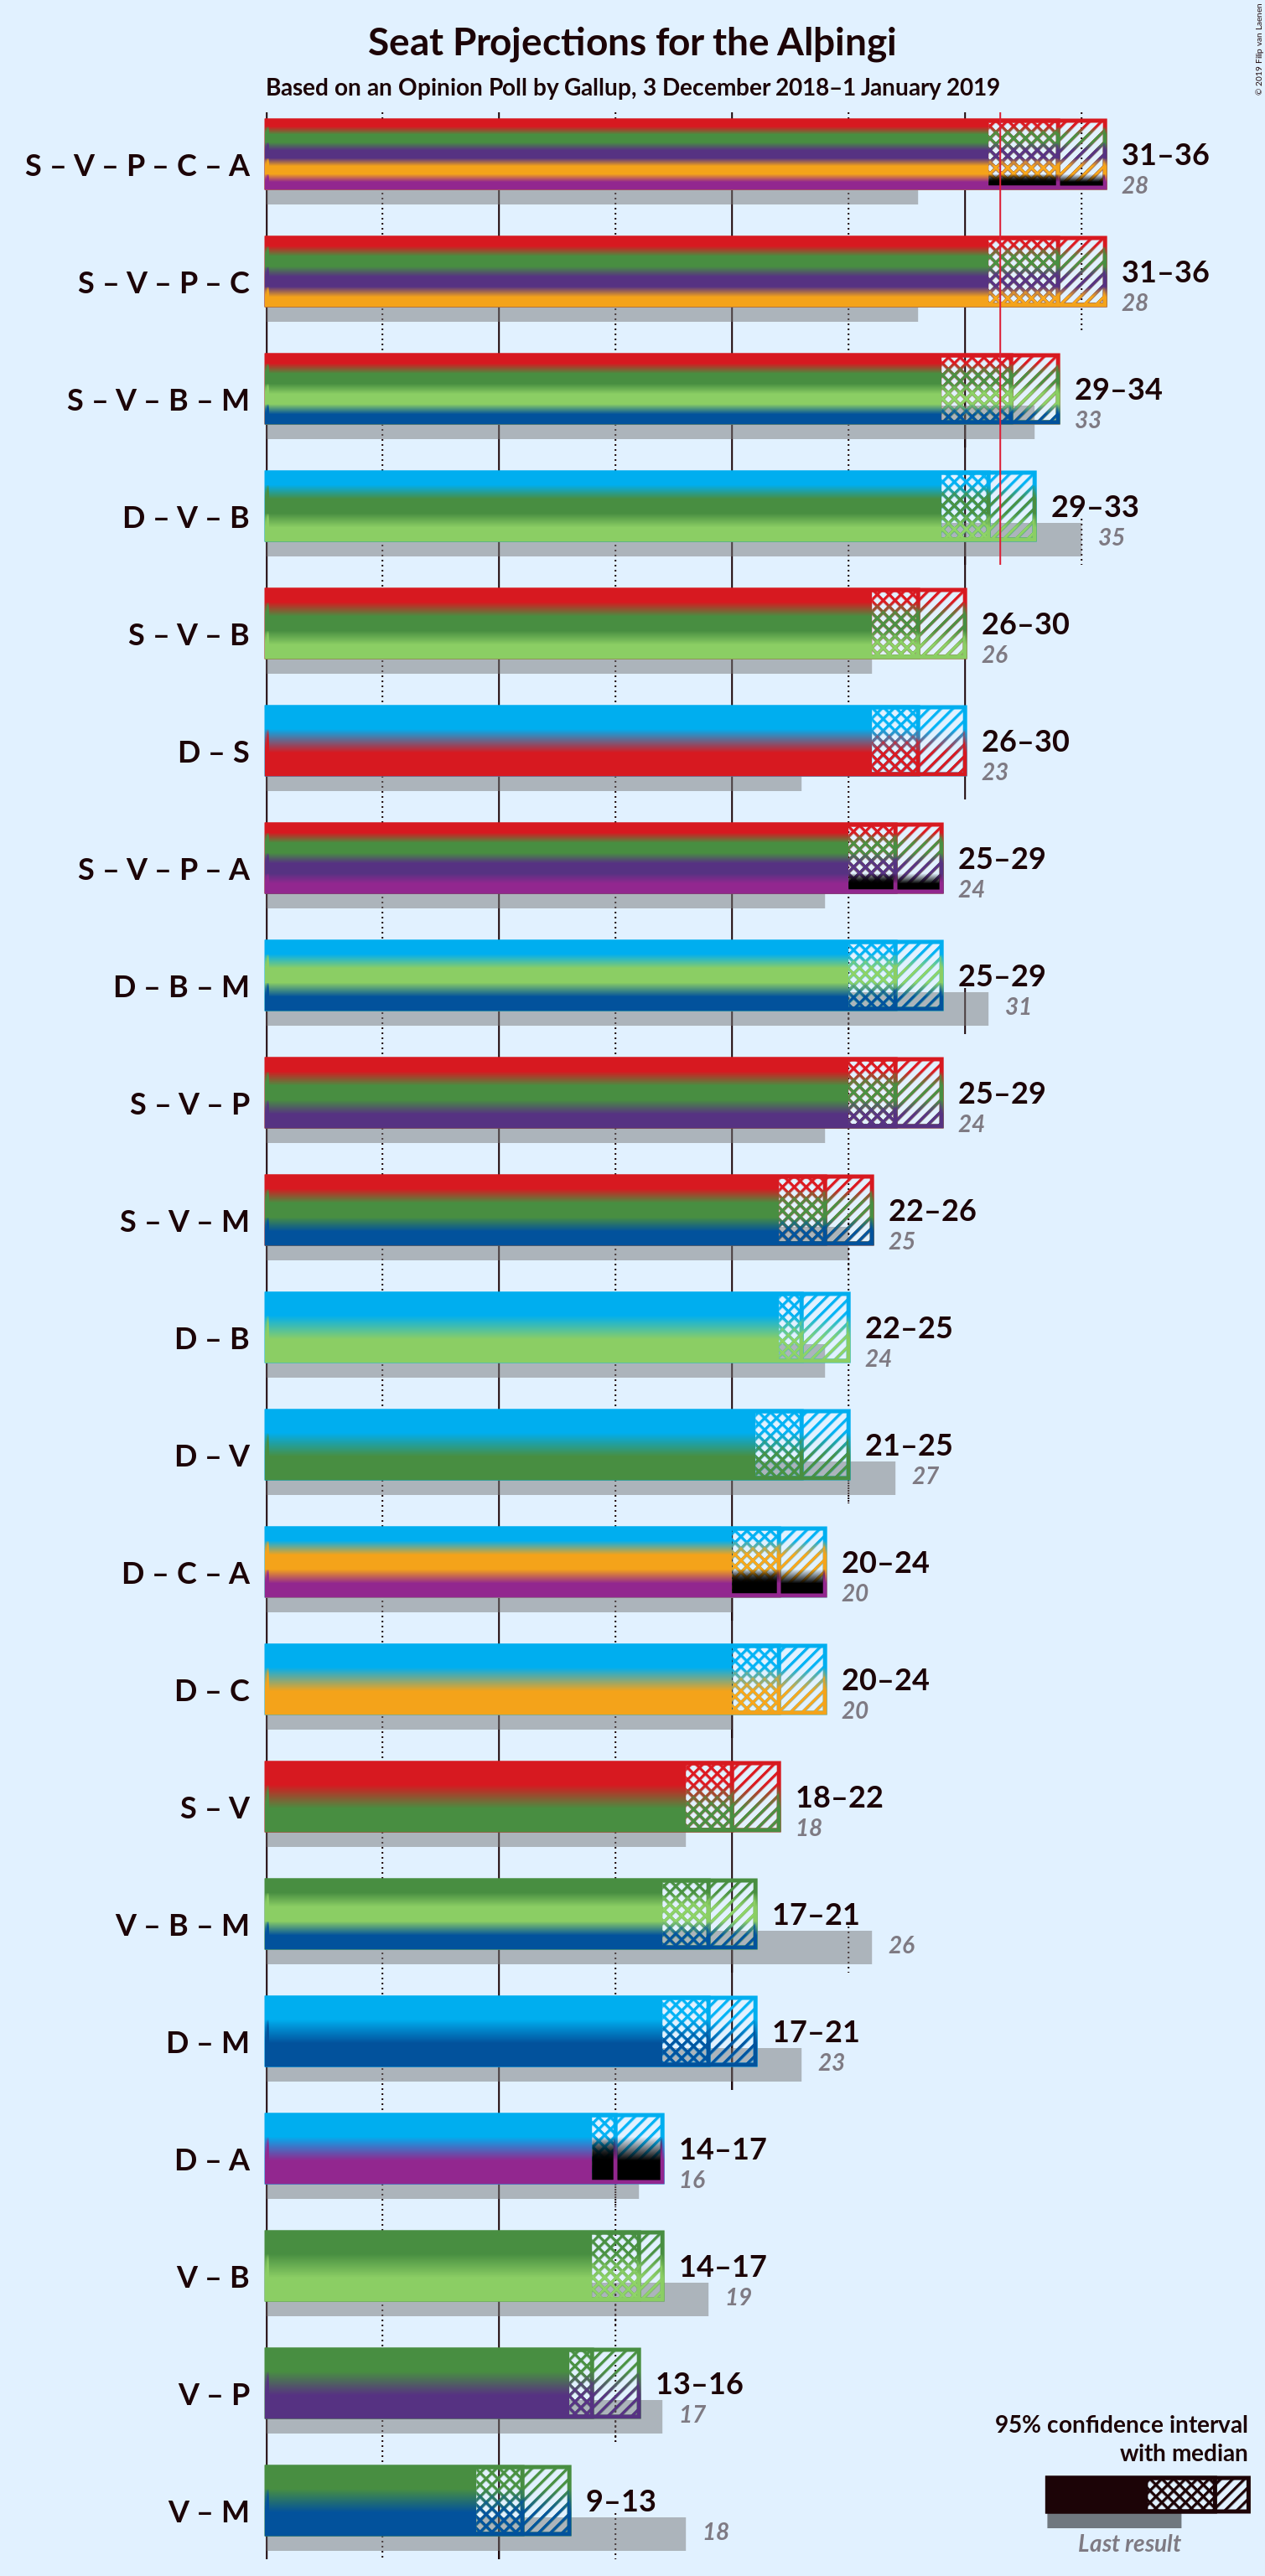 Seat Projections for the Alþingi
Based on an Opinion Poll by Gallup, 3 December 2018–1 January 2019
© 2019 Filip van Laenen
S – V – P – C – A
31–36
28
S – V – P – C
31–36
28
S – V – B – M
29–34
33
D – V – B
29–33
35
S – V – B
26–30
26
D – S
26–30
23
S – V – P – A
25–29
24
D – B – M
25–29
31
S – V – P
25–29
24
S – V – M
22–26
25
D – B
22–25
24
D – V
21–25
27
D – C – A
20–24
20
D – C
20–24
20
S – V
18–22
18
V – B – M
17–21
26
D – M
17–21
23
D – A
14–17
16
V – B
14–17
19
V – P
13–16
17
V – M
9–13
18
95% confidence interval
with median
Last result